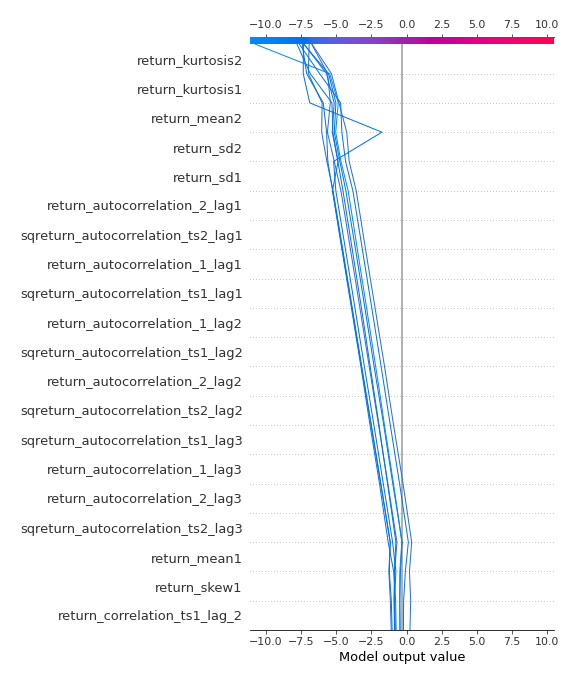 −10.0 −7.5 −5.0 −2.5 0.0 2.5 5.0 7.5 10.0
return_kurtosis2
return_kurtosis1
return_mean2
return_sd2
return_sd1
return_autocorrelation_2_lag1
sqreturn_autocorrelation_ts2_lag1
return_autocorrelation_1_lag1
sqreturn_autocorrelation_ts1_lag1
return_autocorrelation_1_lag2
sqreturn_autocorrelation_ts1_lag2
return_autocorrelation_2_lag2
sqreturn_autocorrelation_ts2_lag2
sqreturn_autocorrelation_ts1_lag3
return_autocorrelation_1_lag3
return_autocorrelation_2_lag3
sqreturn_autocorrelation_ts2_lag3
return_mean1
return_skew1
return_correlation_ts1_lag_2
−10.0 −7.5 −5.0 −2.5 0.0 2.5 5.0 7.5 10.0
Model output value